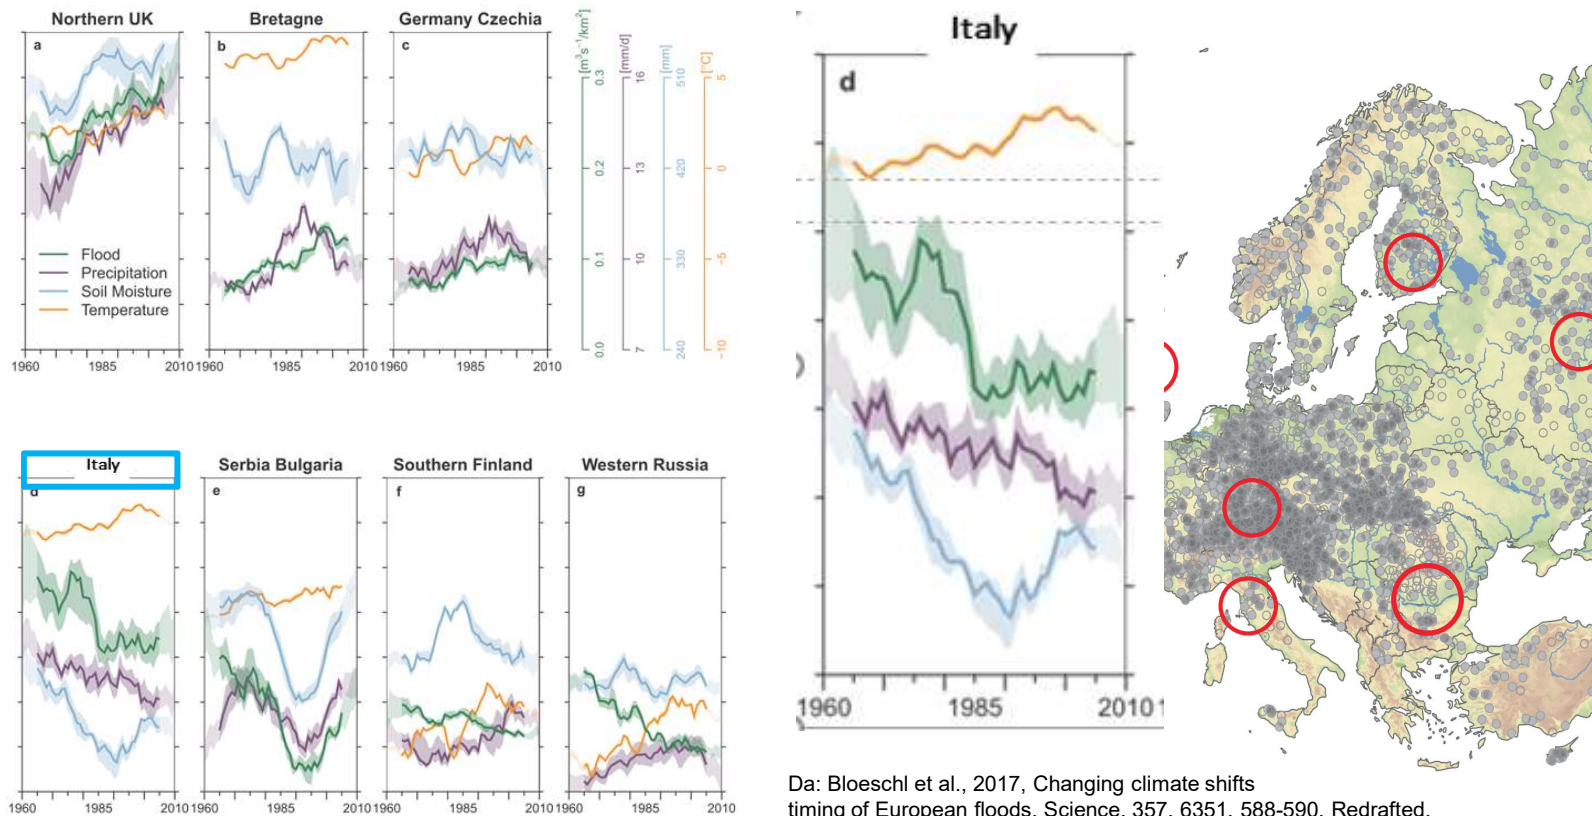 Northern UK
Bretagne
Germany Czechia
a
b
c
Flood
Precipitation
Soil Moisture
Temperature
1960 1985 2010
1960 1985 2010
1960 1985 2010
[m³s⁻¹/km²]
0.3
0.2
0.1
0.0
[mm/d]
16
13
10
7
[mm]
510
420
330
240
[°C]
5
0
−5
−10
Italy
Serbia Bulgaria
Southern Finland
Western Russia
d
e
f
g
1960 1985 2010
1960 1985 2010
1960 1985 2010
1960 1985 2010
Italy
d
1960 1985 2010
Da: Bloeschl et al., 2017, Changing climate shifts
timing of European floods, Science, 357, 6351, 588-590. Redrafted.